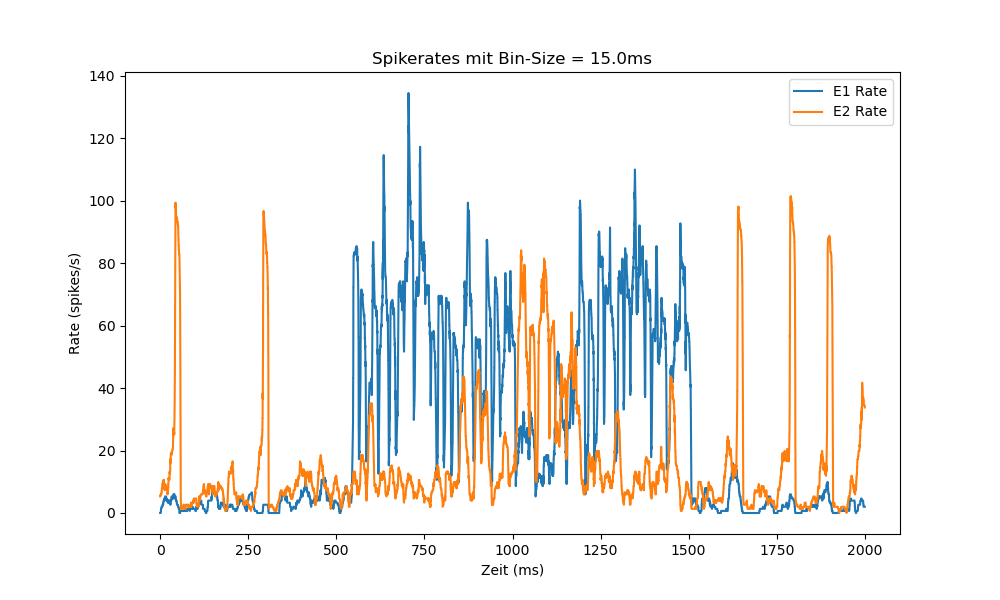 Spikerates mit Bin-Size = 15.0ms
E1 Rate
E2 Rate
140
120
100
80
60
40
20
0
Rate (spikes/s)
0 250 500 750 1000 1250 1500 1750 2000
Zeit (ms)